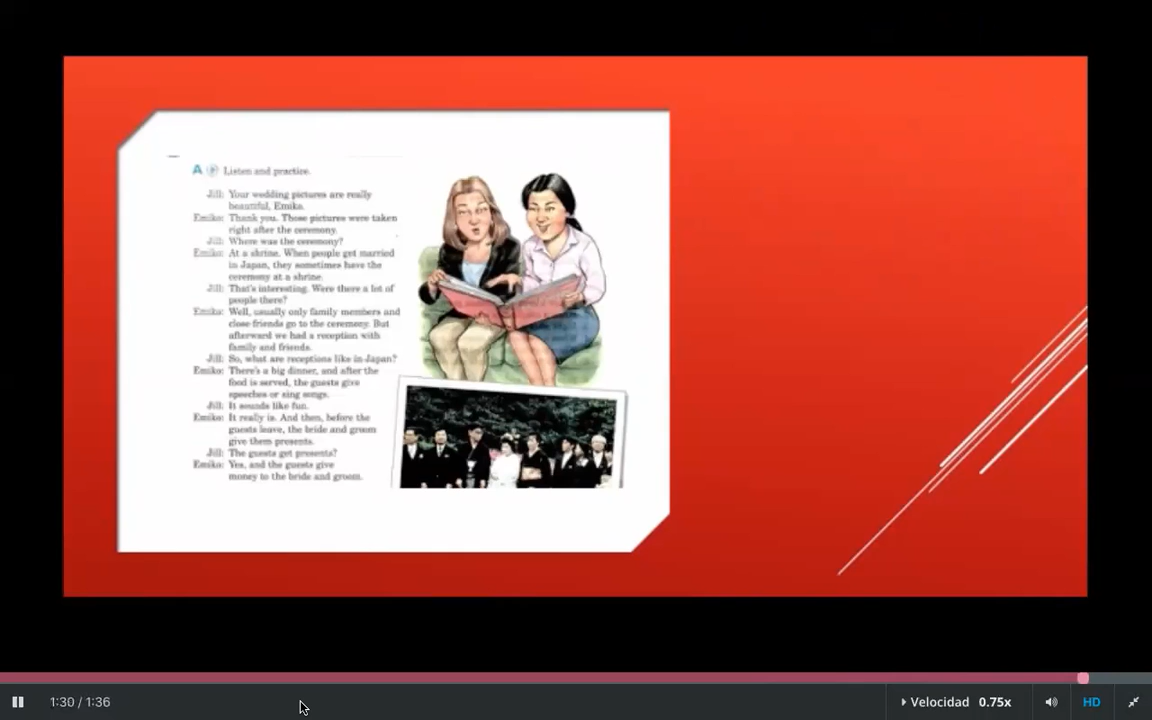 A Listen and practice.
Jill: Your wedding pictures are really
beautiful, Emiko.
Emiko: Thank you. Those pictures were taken
right after the ceremony.
Jill: Where was the ceremony?
Emiko: At a shrine. When people get married
in Japan, they sometimes have the
ceremony at a shrine.
Jill: That's interesting. Were there a lot of
people there?
Emiko: Well, usually only family members and
close friends go to the ceremony. But
afterward we had a reception with
family and friends.
Jill: So, what are receptions like in Japan?
Emiko: There's a big dinner, and after the
food is served, the guests give
speeches or sing songs.
Jill: It sounds like fun.
Emiko: It really is. And then, before the
guests leave, the bride and groom
give them presents.
Jill: The guests get presents?
Emiko: Yes, and the guests give
money to the bride and groom.
1:30 / 1:36
Velocidad 0.75x
HD